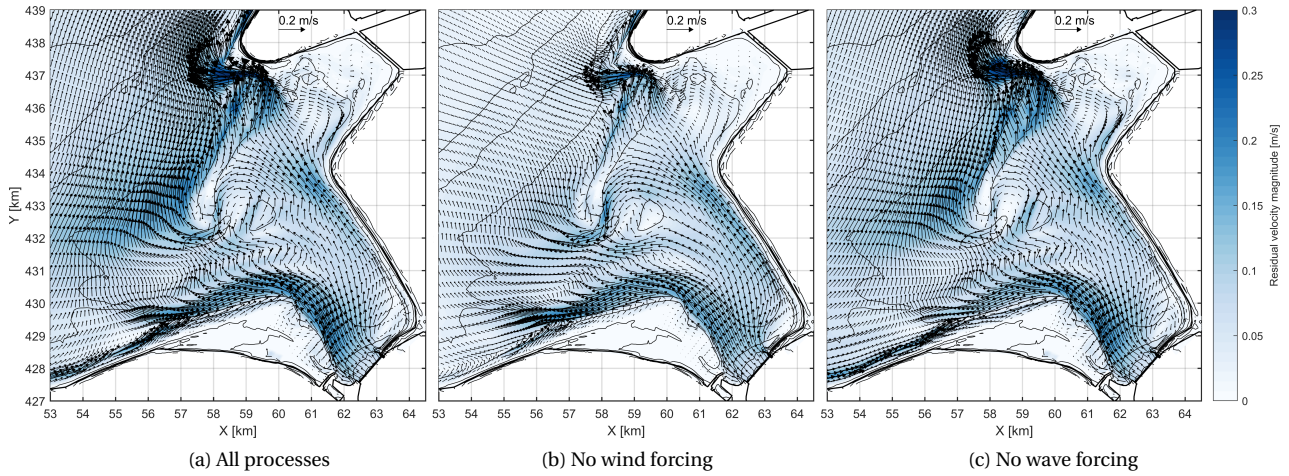 439
438
437
436
435
434
433
432
431
430
429
428
427
Y [km]
0.2 m/s
53 54 55 56 57 58 59 60 61 62 63 64
X [km]
(a) All processes
0.2 m/s
53 54 55 56 57 58 59 60 61 62 63 64
X [km]
(b) No wind forcing
0.2 m/s
53 54 55 56 57 58 59 60 61 62 63 64
X [km]
(c) No wave forcing
0.3
0.25
0.2
0.15
0.1
0.05
0
Residual velocity magnitude [m/s]